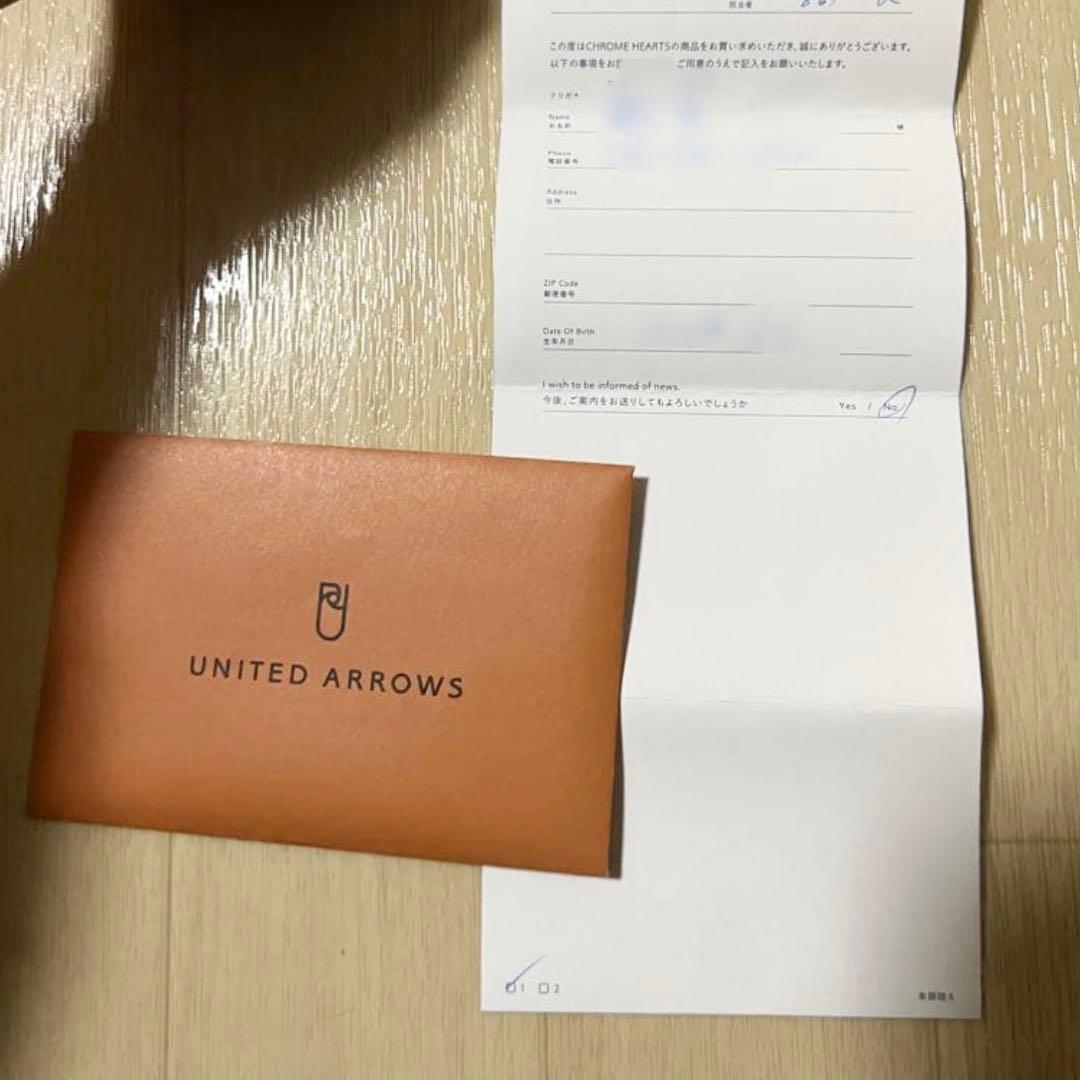 担当者
この度はCHROME HEARTSの商品をお買い求めいただき、誠にありがとうございます。
以下の事項をお ご同意のうえで記入をお願いいたします。
フリガナ
Name
お名前
様
Phone
電話番号
Address
住所
ZIP Code
郵便番号
Date Of Birth
生年月日
I wish to be informed of news.
今後、ご案内をお送りしてもよろしいでしょうか
Yes / No
UNITED ARROWS
1 2